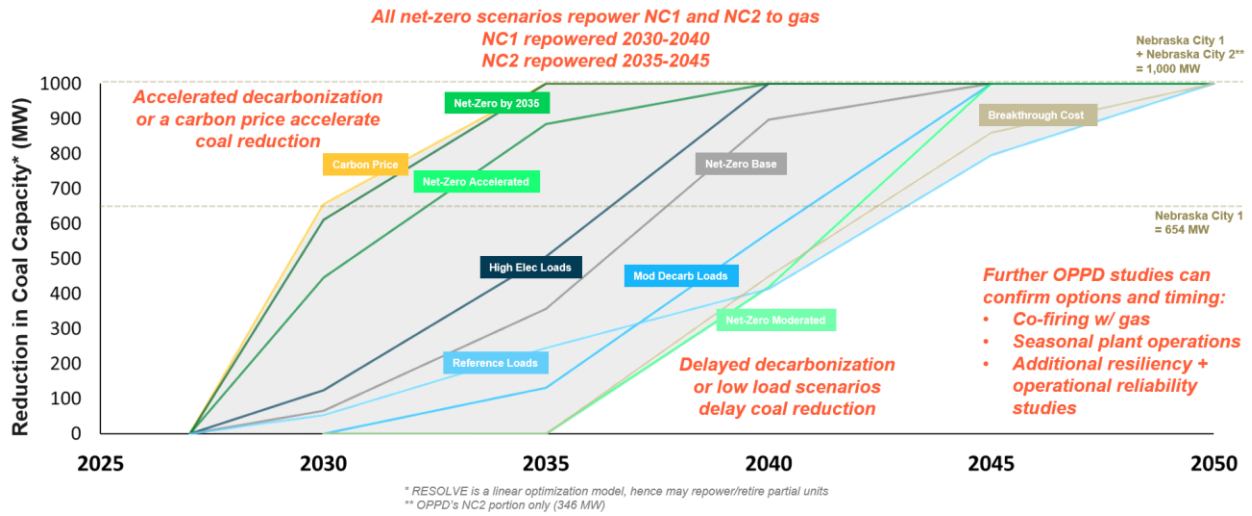 All net-zero scenarios repower NC1 and NC2 to gas
NC1 repowered 2030-2040
NC2 repowered 2035-2045
Nebraska City 1
+ Nebraska City 2**
= 1,000 MW
Accelerated decarbonization
or a carbon price accelerate
coal reduction
Reduction in Coal Capacity* (MW)
1000
900
800
700
600
500
400
300
200
100
0
Net-Zero by 2035
Carbon Price
Net-Zero Accelerated
Net-Zero Base
Breakthrough Cost
Nebraska City 1
= 654 MW
High Elec Loads
Mod Decarb Loads
Net-Zero Moderated
Reference Loads
Delayed decarbonization
or low load scenarios
delay coal reduction
Further OPPD studies can
confirm options and timing:
• Co-firing w/ gas
• Seasonal plant operations
• Additional resiliency +
operational reliability
studies
2025 2030 2035 2040 2045 2050
* RESOLVE is a linear optimization model, hence may repower/retire partial units
** OPPD's NC2 portion only (346 MW)